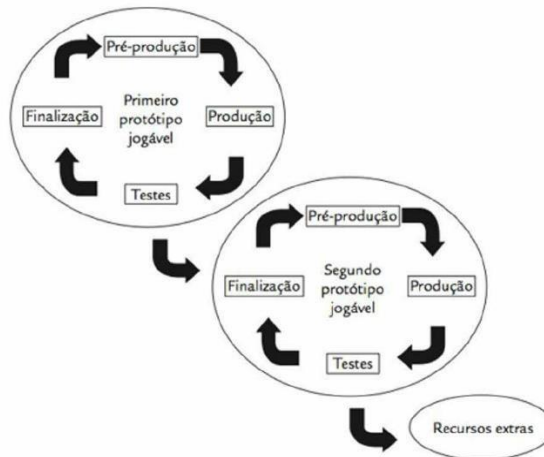 Pré-produção
Finalização
Primeiro
protótipo
jogável
Produção
Testes
Pré-produção
Finalização
Segundo
protótipo
jogável
Produção
Testes
Recursos extras